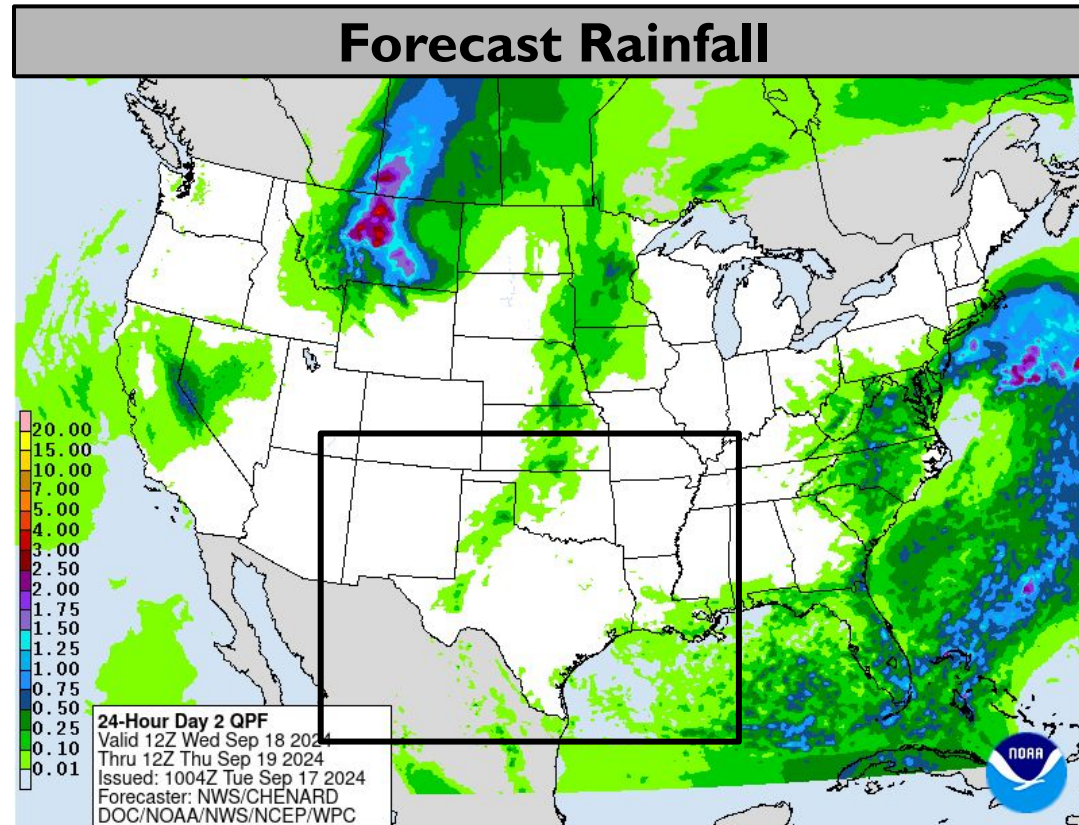 Forecast Rainfall
20.00
15.00
10.00
7.00
5.00
4.00
3.00
2.50
2.00
1.75
1.50
1.25
1.00
0.75
0.50
0.25
0.10
0.01
24-Hour Day 2 QPF
Valid 12Z Wed Sep 18 2024
Thru 12Z Thu Sep 19 2024
Issued: 1004Z Tue Sep 17 2024
Forecaster: NWS/CHENARD
DOC/NOAA/NWS/NCEP/WPC
NOAA